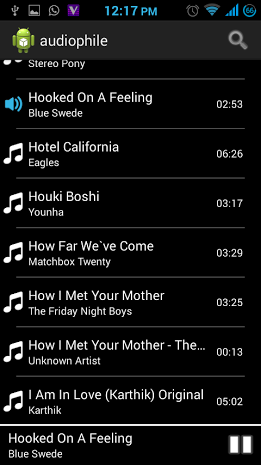 12:17 PM
66
audiophile
Stereo Pony
Hooked On A Feeling
02:53
Blue Swede
Hotel California
06:26
Eagles
Houki Boshi
03:17
Younha
How Far We`ve Come
03:29
Matchbox Twenty
How I Met Your Mother
03:25
The Friday Night Boys
How I Met Your Mother - The...
00:13
Unknown Artist
I Am In Love (Karthik) Original
05:02
Karthik
Hooked On A Feeling
Blue Swede